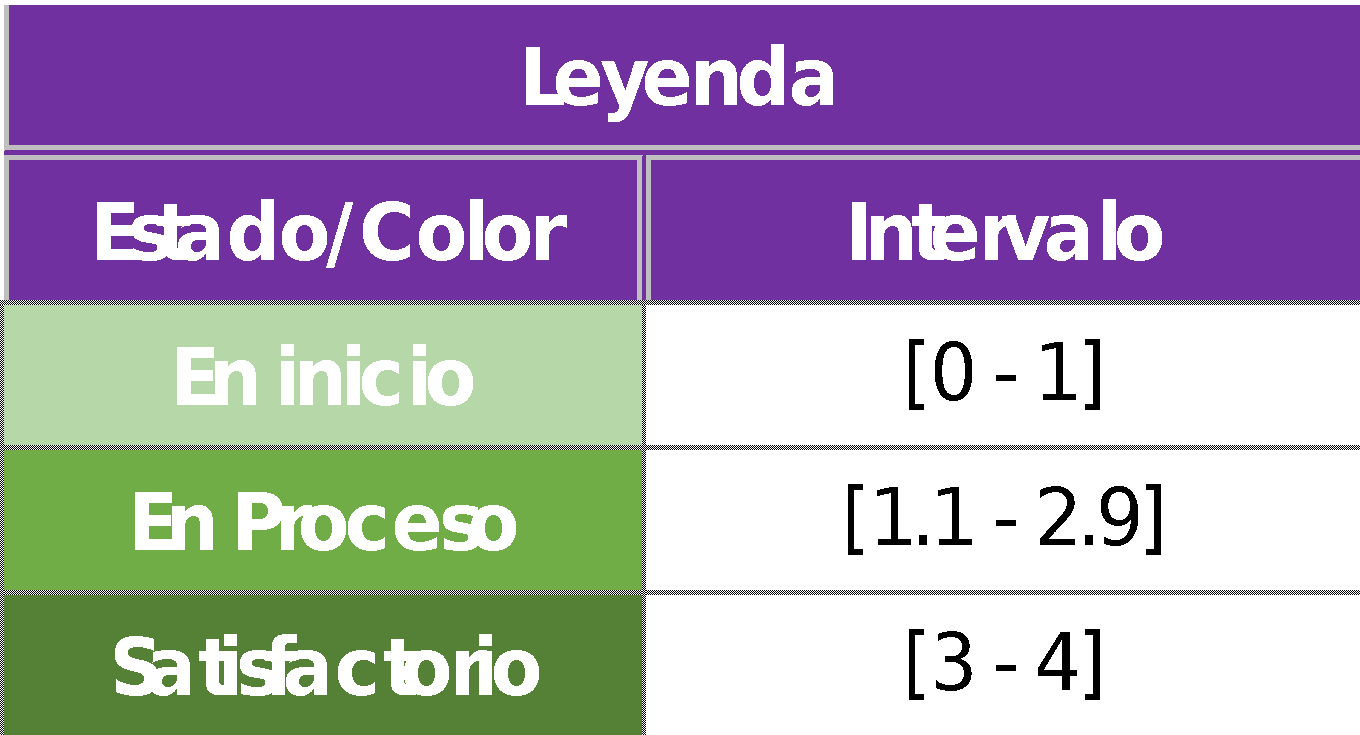 Leyenda
Estado/Color Intervalo
En inicio [0 - 1]
En Proceso [1.1 - 2.9]
Satisfactorio [3 - 4]